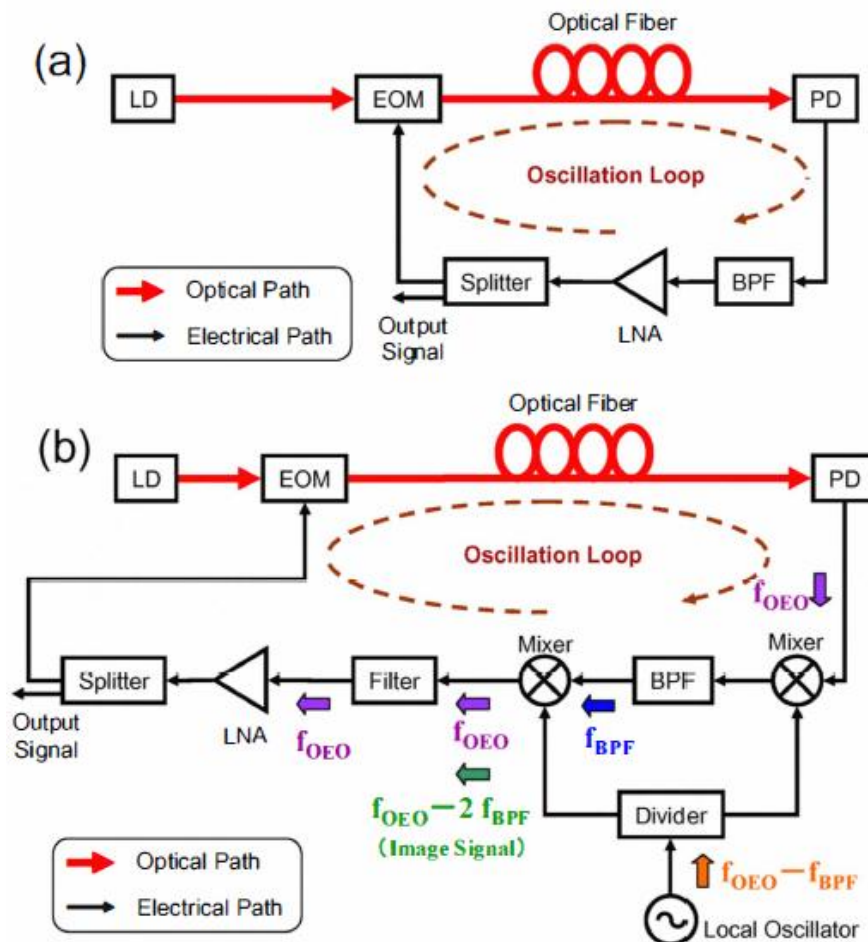 (a)
Optical Fiber
LD
EOM
PD
Oscillation Loop
Optical Path
Electrical Path
Splitter
Output
Signal
LNA
BPF
(b)
Optical Fiber
LD
EOM
PD
Oscillation Loop
fOEO
Mixer
Mixer
Splitter
Filter
BPF
Output
Signal
LNA
fOEO
fOEO
fBPF
fOEO－2 fBPF
(Image Signal)
Divider
Optical Path
Electrical Path
fOEO－fBPF
Local Oscillator